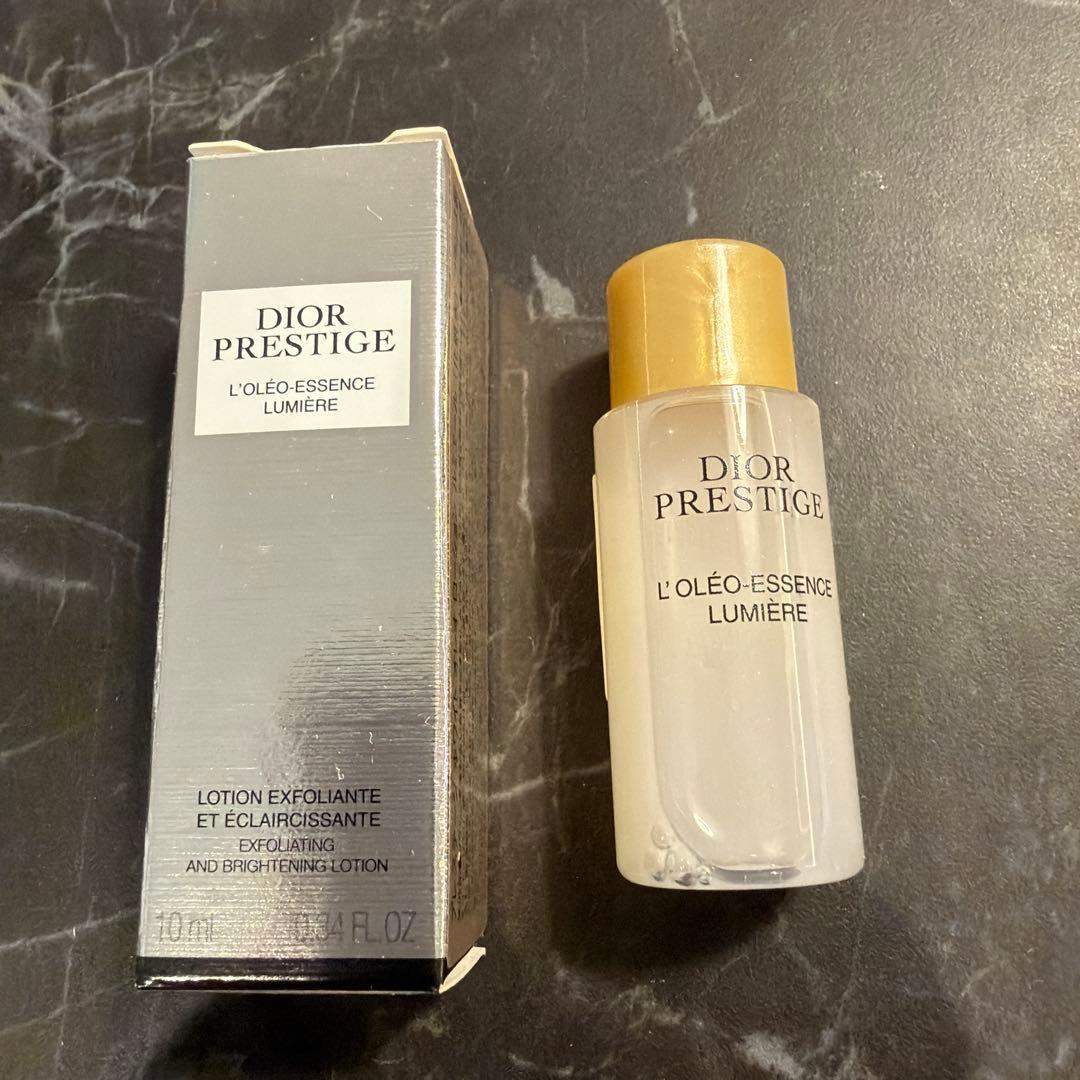 DIOR
PRESTIGE
L'OLÉO-ESSENCE
LUMIÈRE
LOTION EXFOLIANTE
ET ÉCLAIRCISSANTE
EXFOLIATING
AND BRIGHTENING LOTION
10 ml 0.34 FL. OZ
DIOR
PRESTIGE
L'OLÉO-ESSENCE
LUMIÈRE